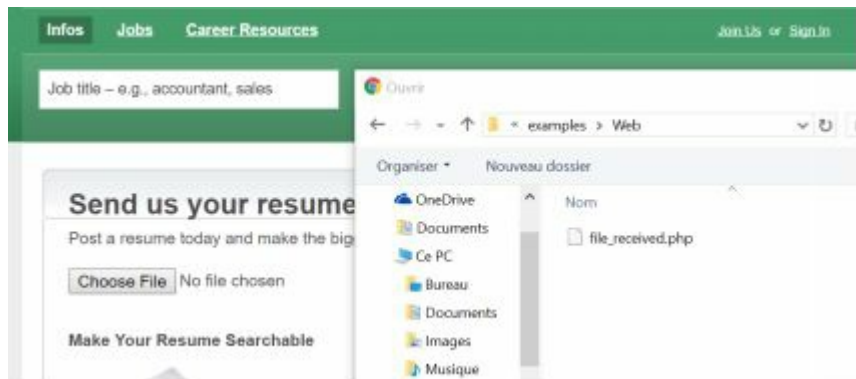 Infos Jobs Career Resources
Join Us or Sign In
Job title – e.g., accountant, sales
Send us your resume
Post a resume today and make the big
Choose File No file chosen
Make Your Resume Searchable
Ouvrir
« examples > Web
Organiser Nouveau dossier
OneDrive
Documents
Ce PC
Bureau
Documents
Images
Musique
Nom
file_received.php